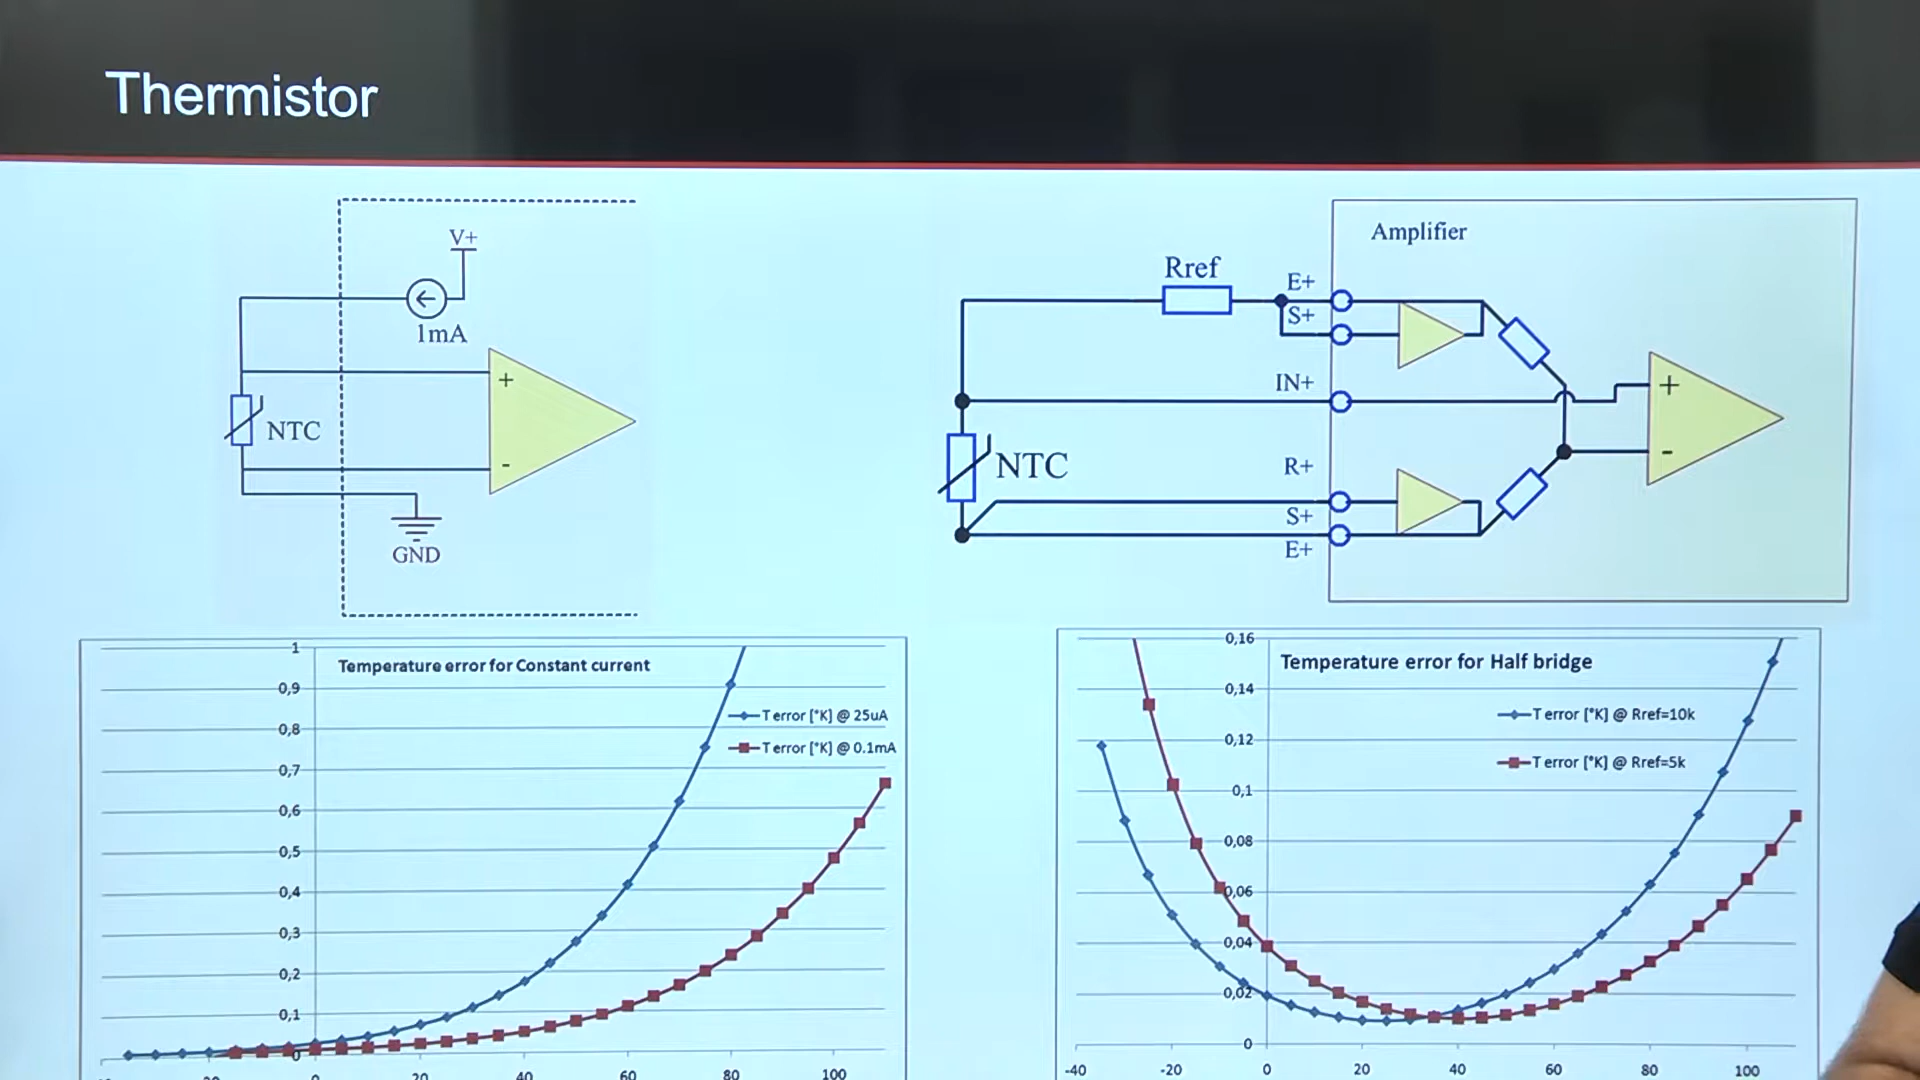 Thermistor
V+
1mA
+
NTC
-
GND
Amplifier
Rref
E+
S+
IN+
+
NTC
R+
-
S+
E+
Temperature error for Constant current
T error [°K] @ 25uA
T error [°K] @ 0.1mA
1
0,9
0,8
0,7
0,6
0,5
0,4
0,3
0,2
0,1
0
0
20
40
60
80
100
Temperature error for Half bridge
T error [°K] @ Rref=10k
T error [°K] @ Rref=5k
0,16
0,14
0,12
0,1
0,08
0,06
0,04
0,02
0
-40
-20
0
20
40
60
80
100